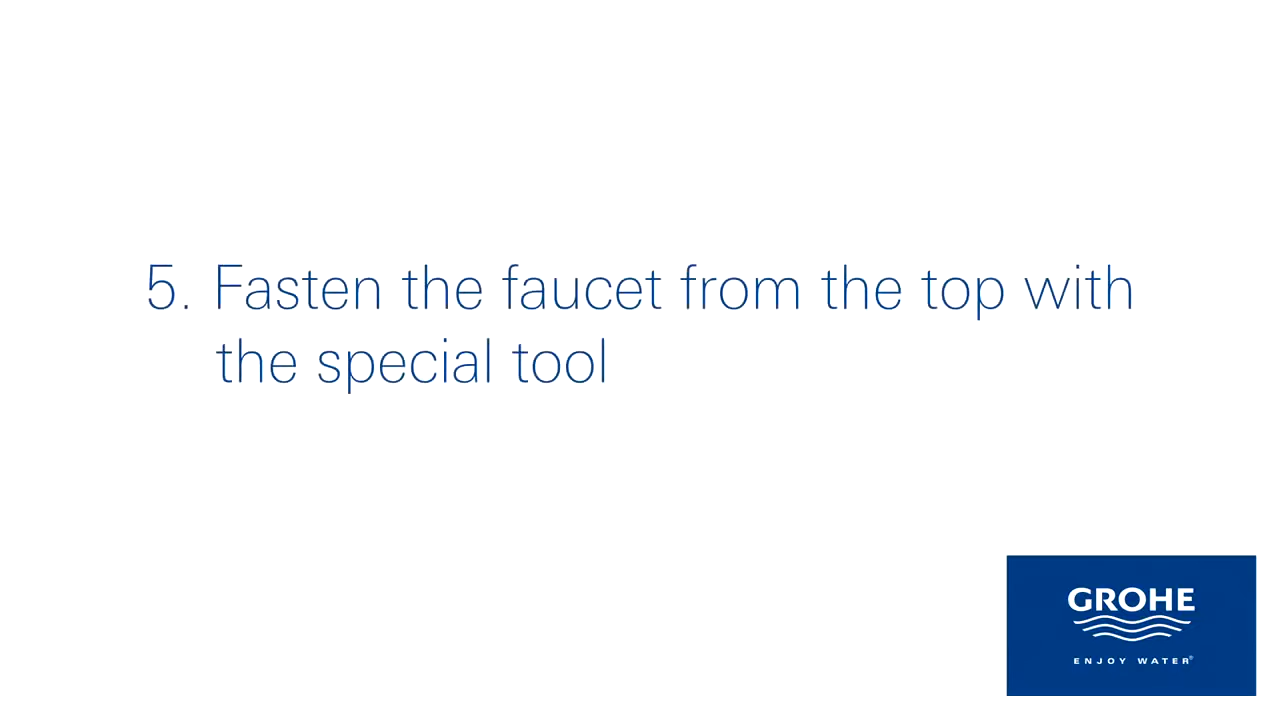 5. Fasten the faucet from the top with
the special tool
GROHE
ENJOY WATER®